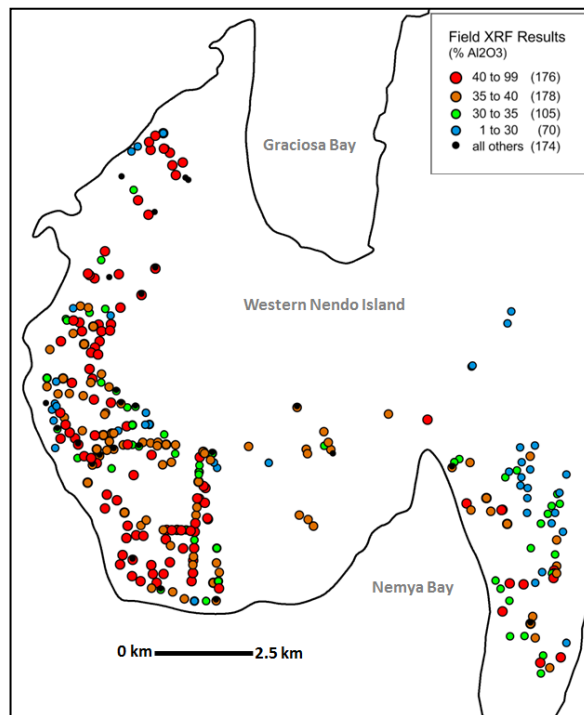 Field XRF Results
(% Al2O3)
40 to 99 (176)
35 to 40 (178)
30 to 35 (105)
1 to 30 (70)
all others (174)
Graciosa Bay
Western Nendo Island
Nemya Bay
0 km 2.5 km